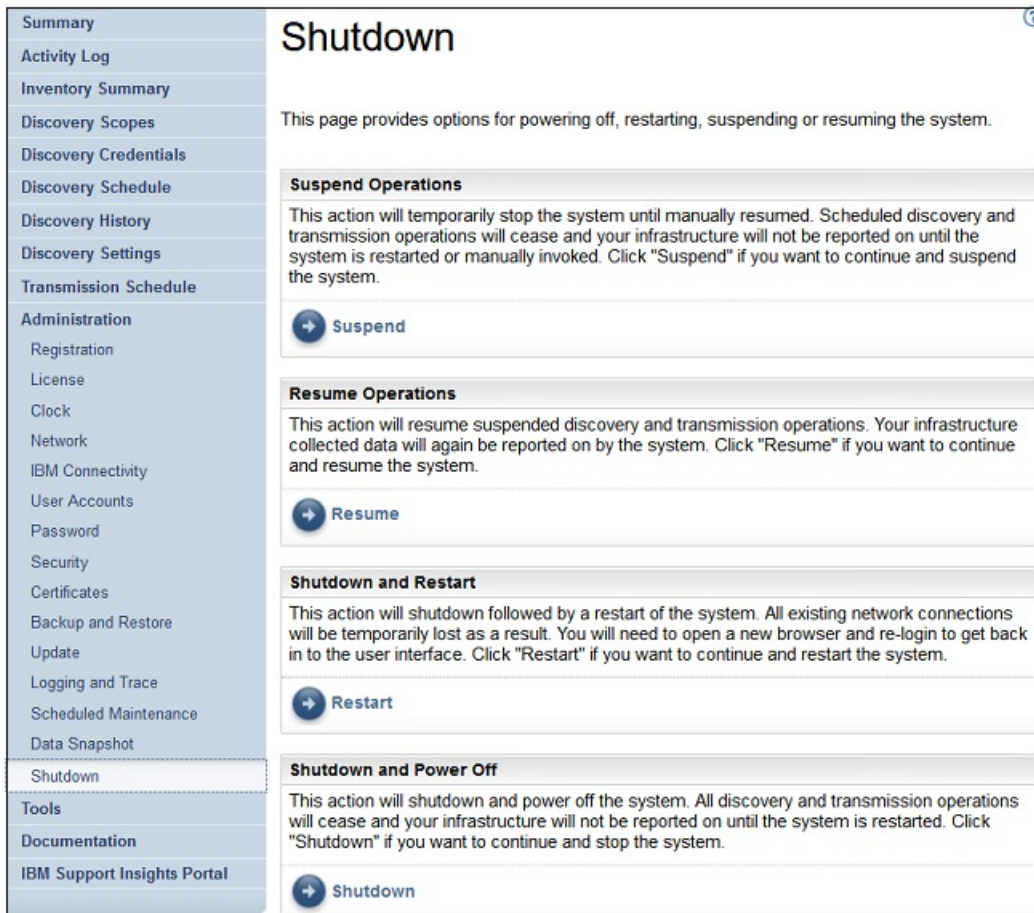 Summary
Activity Log
Inventory Summary
Discovery Scopes
Discovery Credentials
Discovery Schedule
Discovery History
Discovery Settings
Transmission Schedule
Administration
Registration
License
Clock
Network
IBM Connectivity
User Accounts
Password
Security
Certificates
Backup and Restore
Update
Logging and Trace
Scheduled Maintenance
Data Snapshot
Shutdown
Tools
Documentation
IBM Support Insights Portal
Shutdown
?
This page provides options for powering off, restarting, suspending or resuming the system.
Suspend Operations
This action will temporarily stop the system until manually resumed. Scheduled discovery and
transmission operations will cease and your infrastructure will not be reported on until the
system is restarted or manually invoked. Click "Suspend" if you want to continue and suspend
the system.
Suspend
Resume Operations
This action will resume suspended discovery and transmission operations. Your infrastructure
collected data will again be reported on by the system. Click "Resume" if you want to continue
and resume the system.
Resume
Shutdown and Restart
This action will shutdown followed by a restart of the system. All existing network connections
will be temporarily lost as a result. You will need to open a new browser and re-login to get back
in to the user interface. Click "Restart" if you want to continue and restart the system.
Restart
Shutdown and Power Off
This action will shutdown and power off the system. All discovery and transmission operations
will cease and your infrastructure will not be reported on until the system is restarted. Click
"Shutdown" if you want to continue and stop the system.
Shutdown